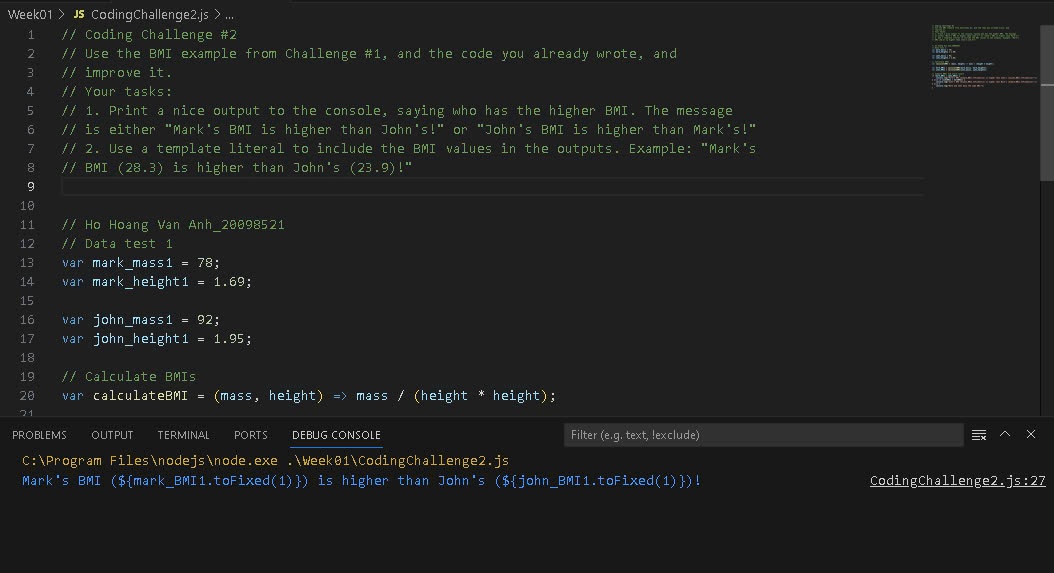 Week01 > JS CodingChallenge2.js > ...
1 // Coding Challenge #2
2 // Use the BMI example from Challenge #1, and the code you already wrote, and
3 // improve it.
4 // Your tasks:
5 // 1. Print a nice output to the console, saying who has the higher BMI. The message
6 // is either "Mark's BMI is higher than John's!" or "John's BMI is higher than Mark's!"
7 // 2. Use a template literal to include the BMI values in the outputs. Example: "Mark's
8 // BMI (28.3) is higher than John's (23.9)!"
9
10
11 // Ho Hoang Van Anh_20098521
12 // Data test 1
13 var mark_mass1 = 78;
14 var mark_height1 = 1.69;
15
16 var john_mass1 = 92;
17 var john_height1 = 1.95;
18
19 // Calculate BMIs
20 var calculateBMI = (mass, height) => mass / (height * height);
21
PROBLEMS OUTPUT TERMINAL PORTS DEBUG CONSOLE Filter (e.g. text, !exclude)
C:\Program Files\nodejs\node.exe .\Week01\CodingChallenge2.js
Mark's BMI (${mark_BMI1.toFixed(1)}) is higher than John's (${john_BMI1.toFixed(1)})! CodingChallenge2.js:27